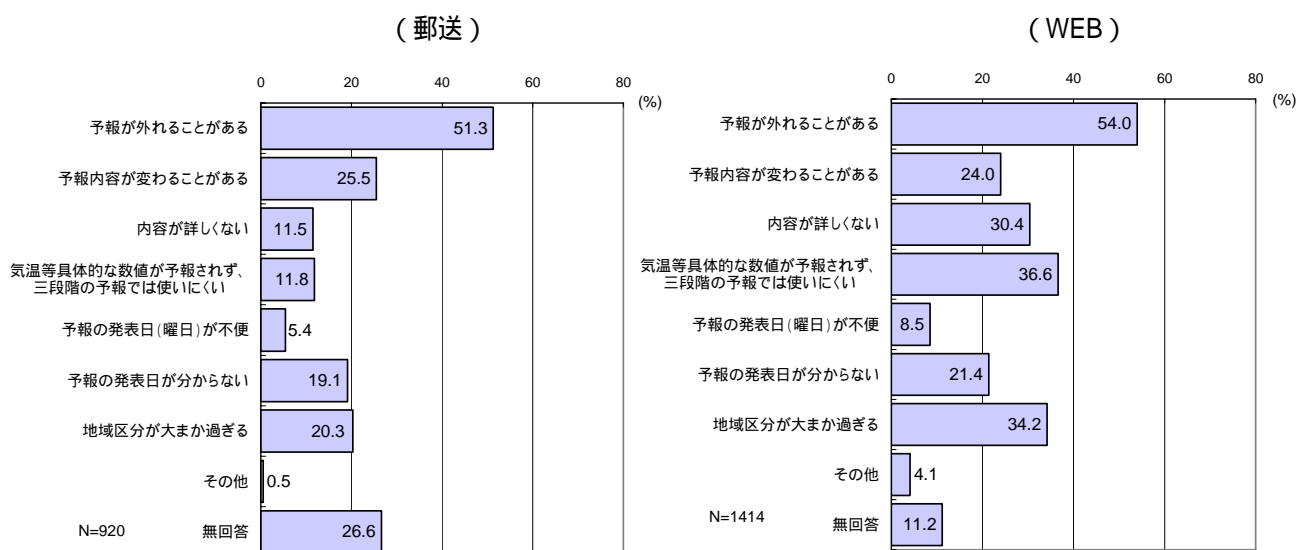 （郵送）
0 20 40 60 80
(%)
予報が外れることがある 51.3
予報内容が変わることがある 25.5
内容が詳しくない 11.5
気温等具体的な数値が予報されず、
三段階の予報では使いにくい 11.8
予報の発表日(曜日)が不便 5.4
予報の発表日が分からない 19.1
地域区分が大まか過ぎる 20.3
その他 0.5
N=920 無回答 26.6
（WEB）
0 20 40 60 80
(%)
予報が外れることがある 54.0
予報内容が変わることがある 24.0
内容が詳しくない 30.4
気温等具体的な数値が予報されず、
三段階の予報では使いにくい 36.6
予報の発表日(曜日)が不便 8.5
予報の発表日が分からない 21.4
地域区分が大まか過ぎる 34.2
その他 4.1
N=1414 無回答 11.2